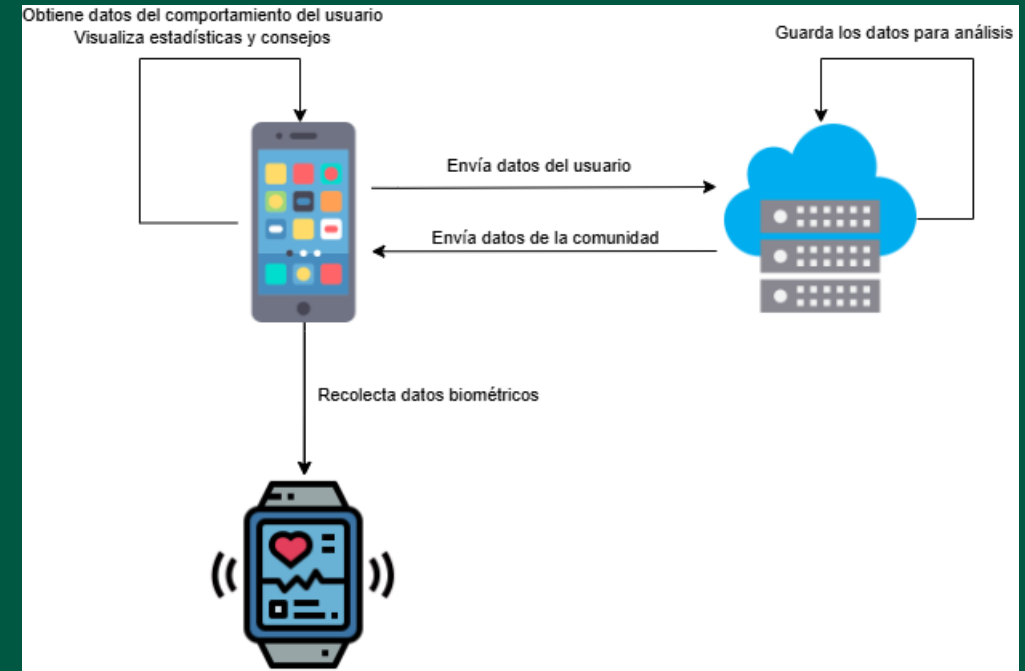 Obtiene datos del comportamiento del usuario
Visualiza estadísticas y consejos
Guarda los datos para análisis
Envía datos del usuario
Envía datos de la comunidad
Recolecta datos biométricos